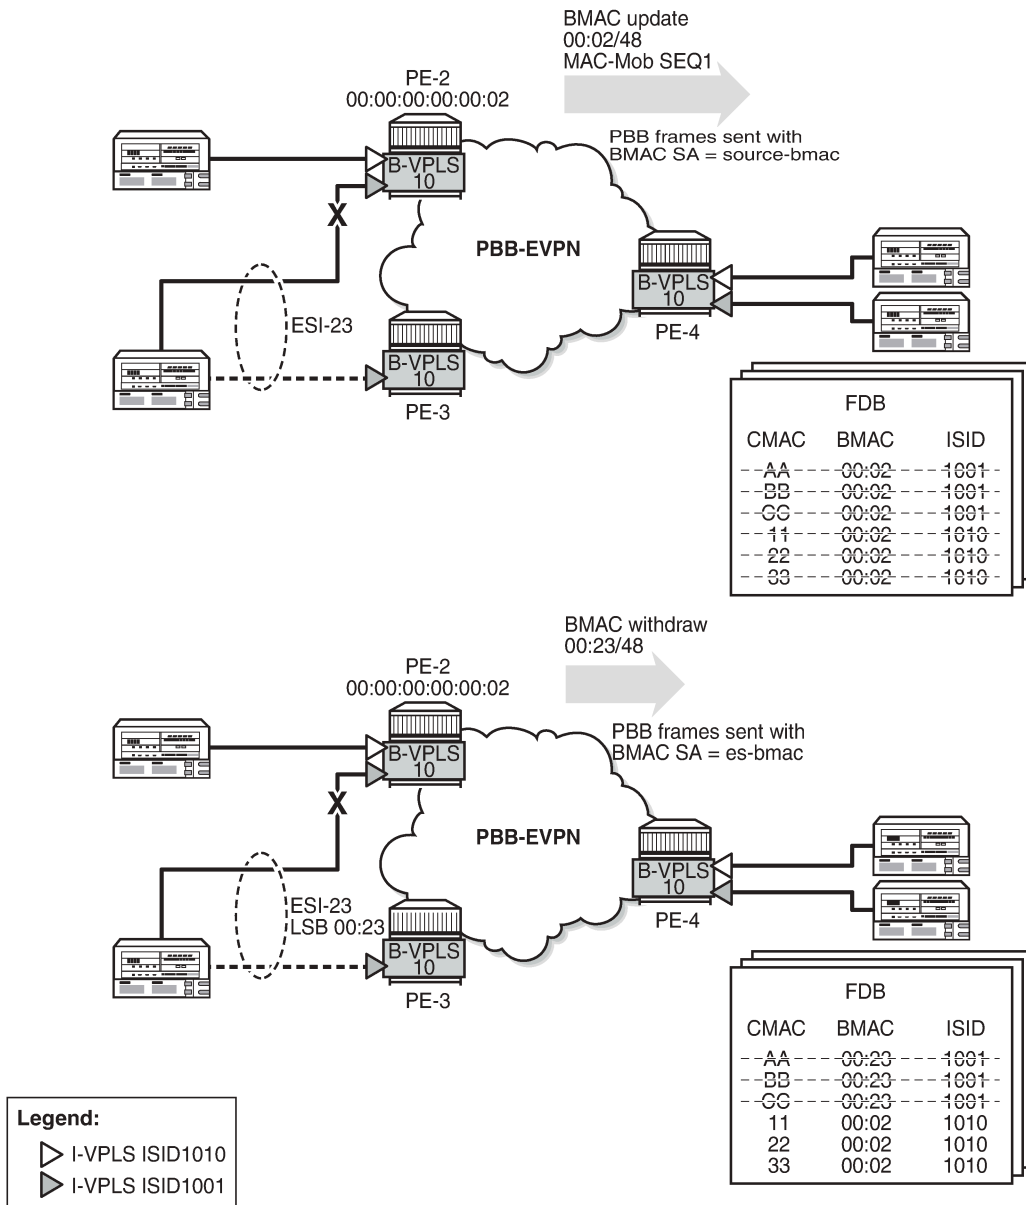 BMAC update
00:02/48
MAC-Mob SEQ1
PE-2
00:00:00:00:00:02
PBB frames sent with
BMAC SA = source-bmac
B-VPLS
10
X
PBB-EVPN
B-VPLS
10
PE-4
ESI-23
B-VPLS
10
PE-3
FDB
CMAC BMAC ISID
AA 00:02 1001
BB 00:02 1001
CC 00:02 1001
11 00:02 1010
22 00:02 1010
33 00:02 1010
BMAC withdraw
00:23/48
PE-2
00:00:00:00:00:02
PBB frames sent with
BMAC SA = es-bmac
B-VPLS
10
X
PBB-EVPN
B-VPLS
10
PE-4
ESI-23
LSB 00:23
B-VPLS
10
PE-3
FDB
CMAC BMAC ISID
AA 00:23 1001
BB 00:23 1001
CC 00:23 1001
11 00:02 1010
22 00:02 1010
33 00:02 1010
Legend:
I-VPLS ISID1010
I-VPLS ISID1001